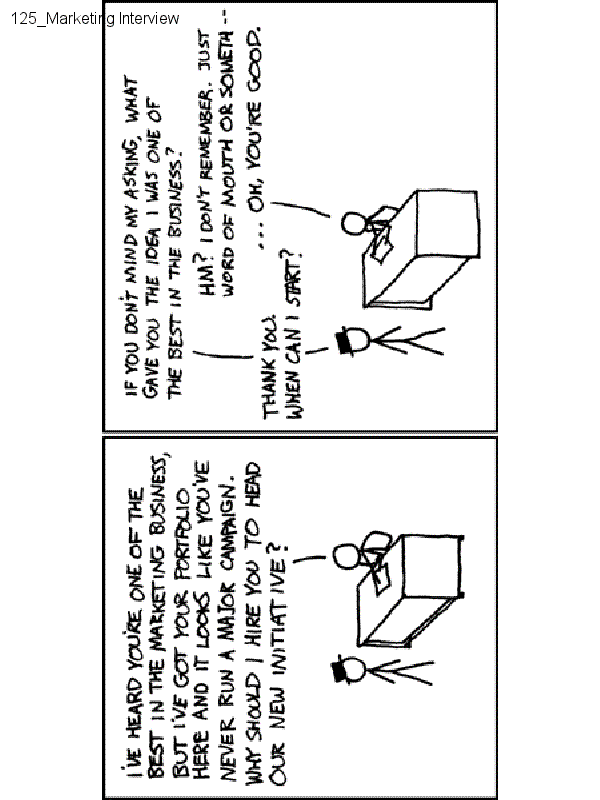 125_Marketing Interview
I'VE HEARD YOU'RE ONE OF THE
BEST IN THE MARKETING BUSINESS,
BUT I'VE GOT YOUR PORTFOLIO
HERE AND IT LOOKS LIKE YOU'VE
NEVER RUN A MAJOR CAMPAIGN.
WHY SHOULD I HIRE YOU TO HEAD
OUR NEW INITIATIVE?
IF YOU DON'T MIND MY ASKING, WHAT
GAVE YOU THE IDEA I WAS ONE OF
THE BEST IN THE BUSINESS?
HM? I DON'T REMEMBER. JUST
WORD OF MOUTH OR SOMETH--
... OH, YOU'RE GOOD.
THANK YOU.
WHEN CAN I START?